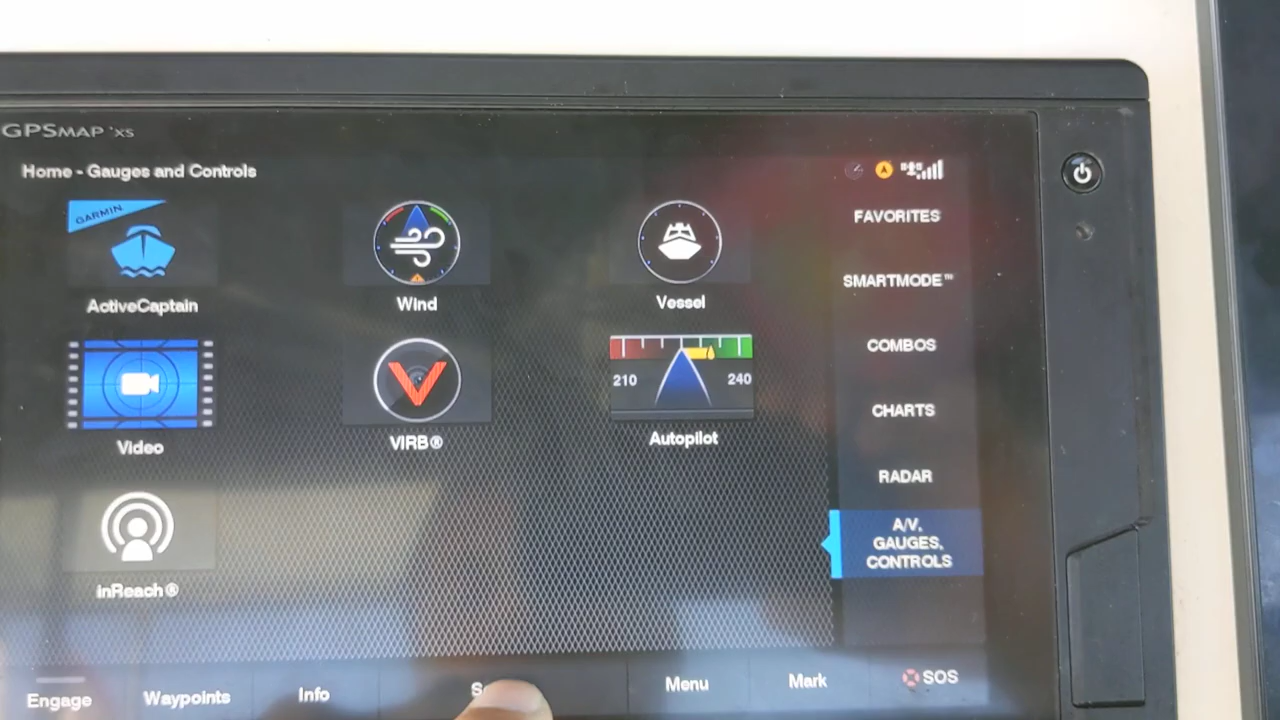 GPSMAP 'XS
Home - Gauges and Controls
GARMIN
ActiveCaptain
Wind
Vessel
Video
VIRB®
210
240
Autopilot
inReach®
FAVORITES
SMARTMODE™
COMBOS
CHARTS
RADAR
A/V,
GAUGES,
CONTROLS
Engage
Waypoints
Info
Menu
Mark
SOS